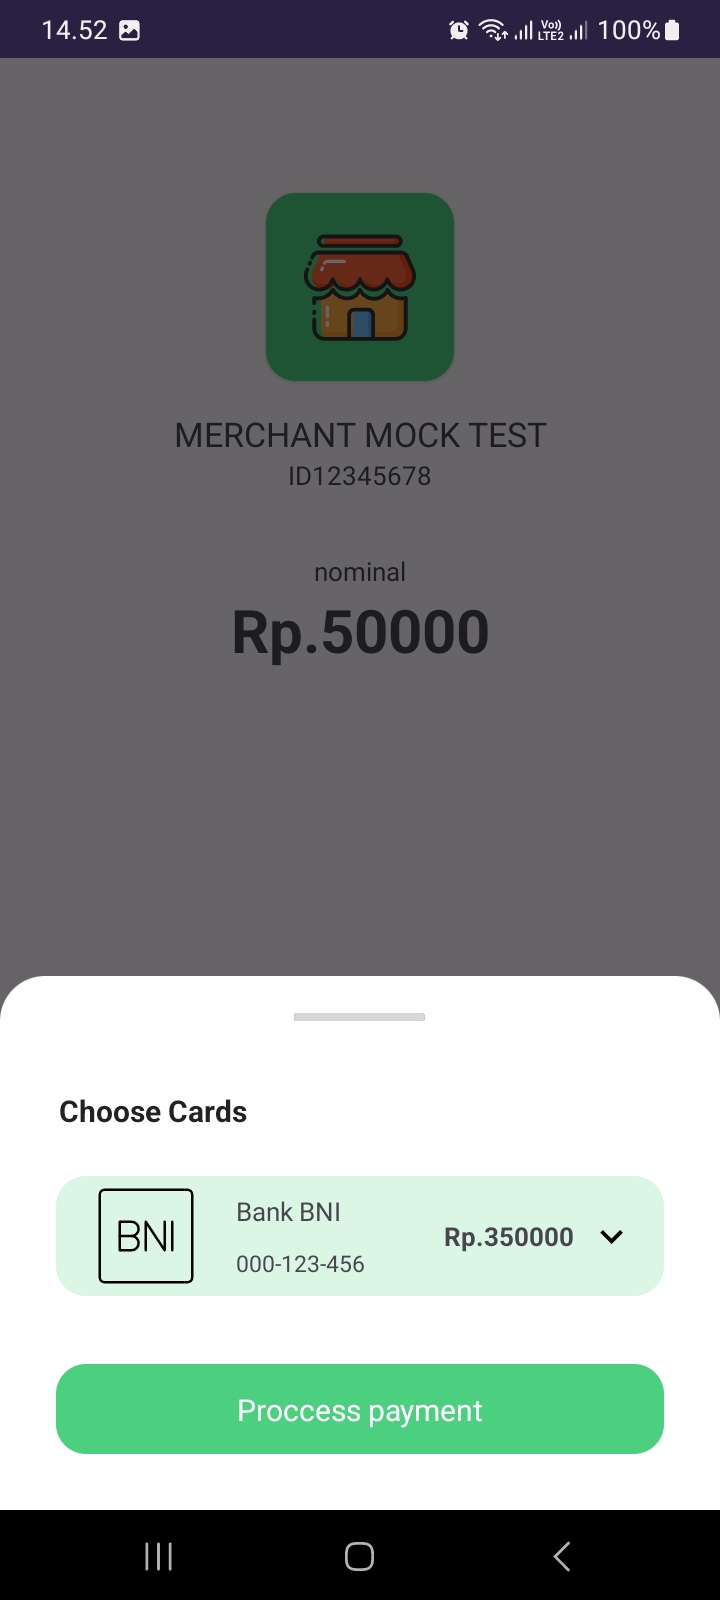 14.52 Vo)) LTE2 100%
MERCHANT MOCK TEST
ID12345678
nominal
Rp.50000
Choose Cards
BNI
Bank BNI
000-123-456
Rp.350000
Proccess payment